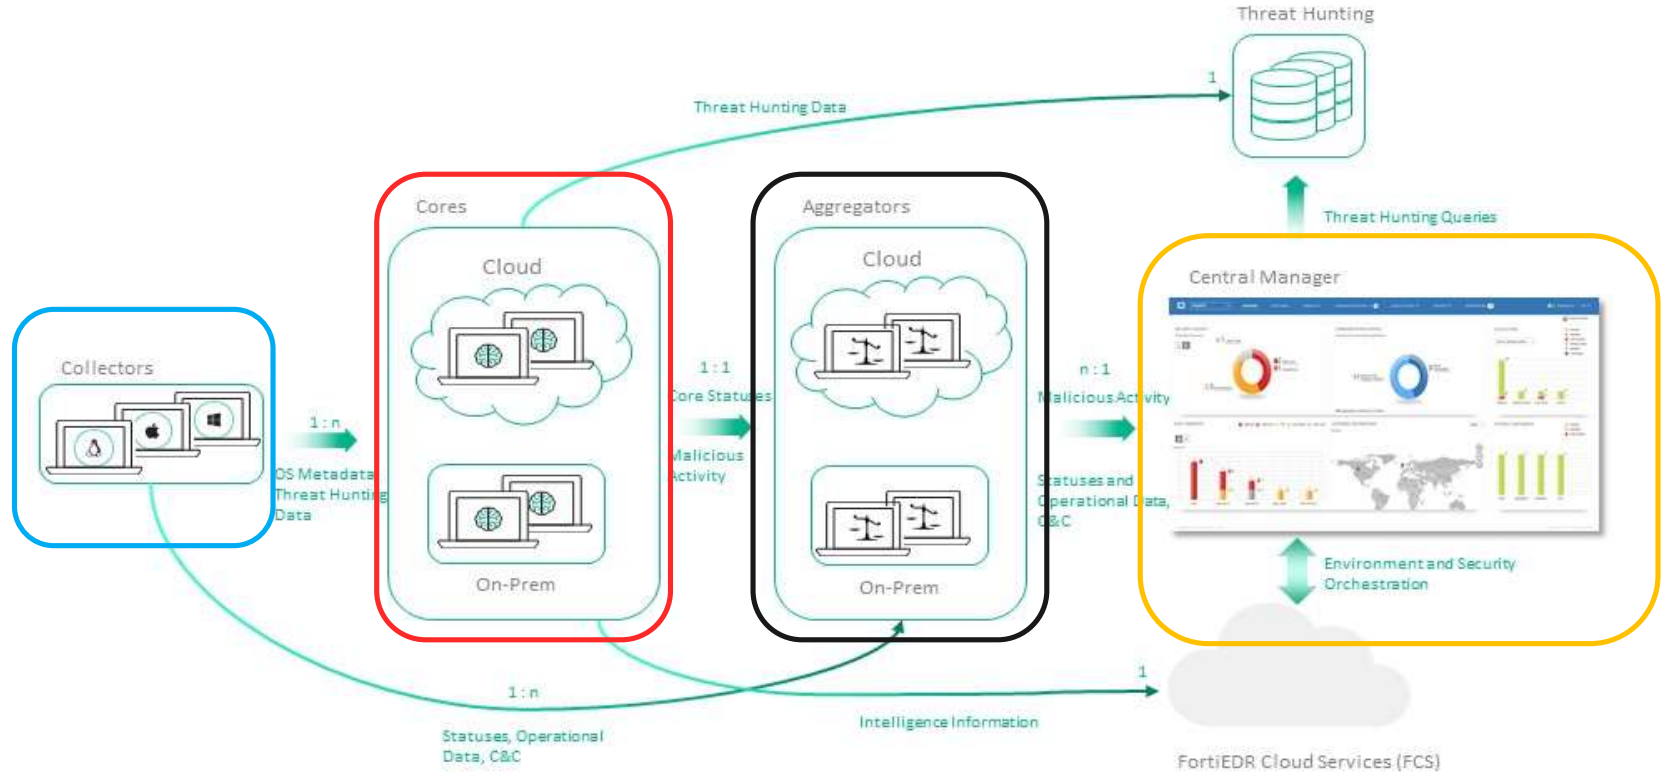 Threat Hunting
1
Threat Hunting Data
Threat Hunting Queries
Cores
Cloud
On-Prem
Aggregators
Cloud
On-Prem
Central Manager
Collectors
1 : n
OS Metadata
Threat Hunting
Data
1 : 1
Core Statuses
Malicious
Activity
n : 1
Malicious Activity
Statuses and
Operational Data,
C&C
Environment and Security
Orchestration
1 : n
Statuses, Operational
Data, C&C
1
Intelligence Information
FortiEDR Cloud Services (FCS)